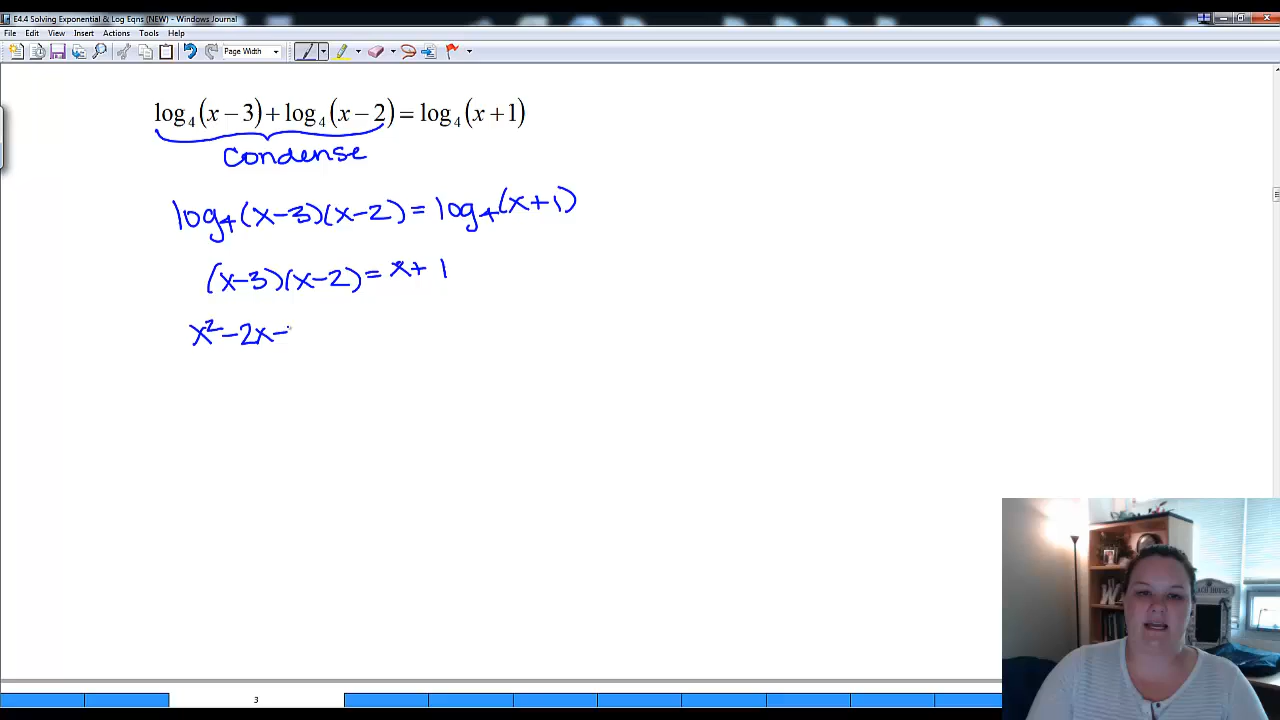 E4.4 Solving Exponential & Log Eqns (NEW) - Windows Journal
File Edit View Insert Actions Tools Help
Page Width
log₄(x − 3) + log₄(x − 2) = log₄(x + 1)
Condense
log₄(x−3)(x−2) = log₄(x+1)
(x−3)(x−2) = x+1
x²−2x−
3